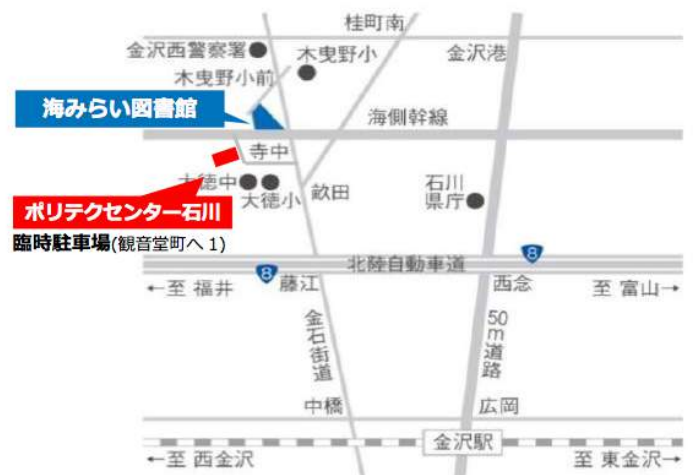 桂町南
金沢西警察署
木曳野小
金沢港
木曳野小前
海みらい図書館
海側幹線
寺中
大徳中
大徳小
畝田
石川
県庁
ポリテクセンター石川
臨時駐車場(観音堂町へ 1)
8
北陸自動車道
8
←至 福井
藤江
西念
至 富山→
金石街道
50m道路
中橋
広岡
金沢駅
←至 西金沢
至 東金沢→